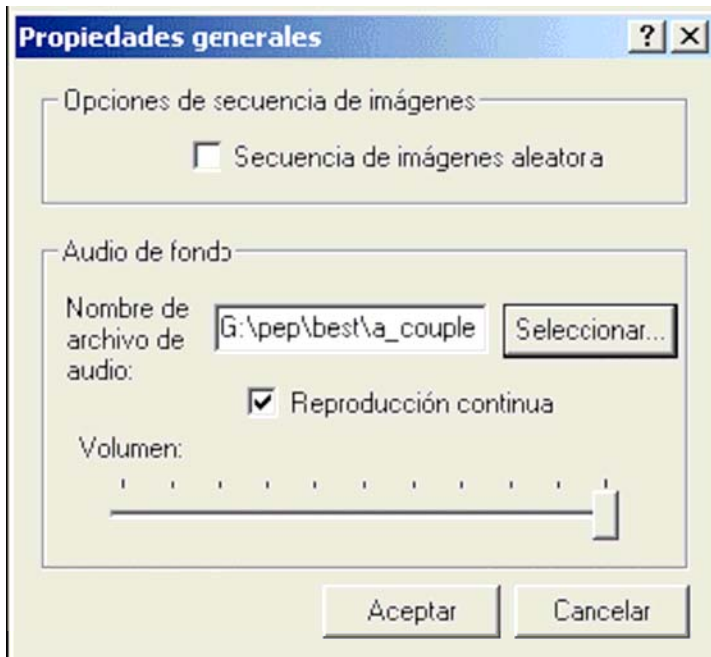 Propiedades generales
Opciones de secuencia de imágenes
Secuencia de imágenes aleatora
Audio de fondo
Nombre de
archivo de
audio:
G:\pep\best\a_couple
Seleccionar...
Reproducción continua
Volumen:
Aceptar
Cancelar